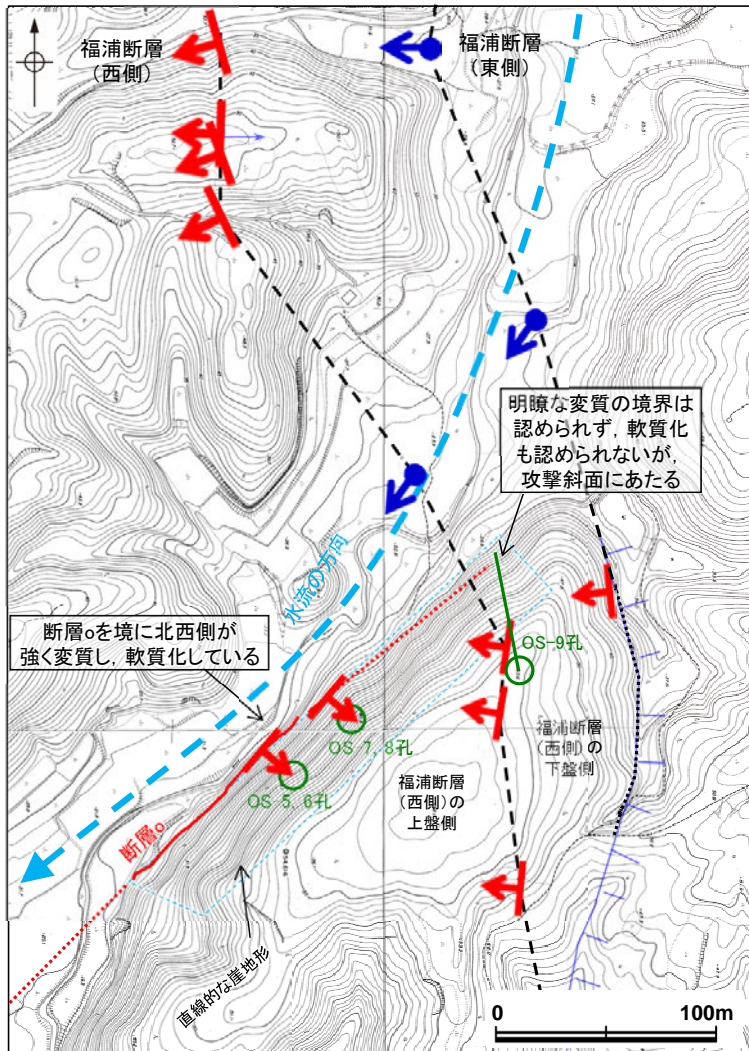 福浦断層
(西側)
福浦断層
(東側)
明瞭な変質の境界は
認められず，軟質化
も認められないが，
攻撃斜面にあたる
水流の方向
断層oを境に北西側が
強く変質し，軟質化している
OS-9孔
OS 7, 8孔
OS 5, 6孔
福浦断層
(西側)の
下盤側
福浦断層
(西側)の
上盤側
断層o
直線的な崖地形
0 100m